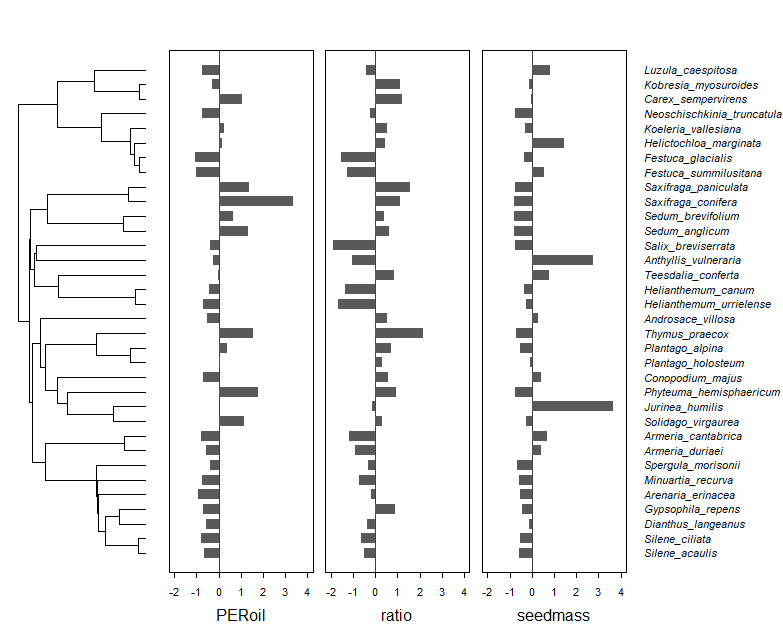 Luzula_caespitosa
Kobresia_myosuroides
Carex_sempervirens
Neoschischkinia_truncatula
Koeleria_vallesiana
Helictochloa_marginata
Festuca_glacialis
Festuca_summilusitana
Saxifraga_paniculata
Saxifraga_conifera
Sedum_brevifolium
Sedum_anglicum
Salix_breviserrata
Anthyllis_vulneraria
Teesdalia_conferta
Helianthemum_canum
Helianthemum_urrielense
Androsace_villosa
Thymus_praecox
Plantago_alpina
Plantago_holosteum
Conopodium_majus
Phyteuma_hemisphaericum
Jurinea_humilis
Solidago_virgaurea
Armeria_cantabrica
Armeria_duriaei
Spergula_morisonii
Minuartia_recurva
Arenaria_erinacea
Gypsophila_repens
Dianthus_langeanus
Silene_ciliata
Silene_acaulis
-2 -1 0 1 2 3 4 -2 -1 0 1 2 3 4 -2 -1 0 1 2 3 4
PERoil ratio seedmass